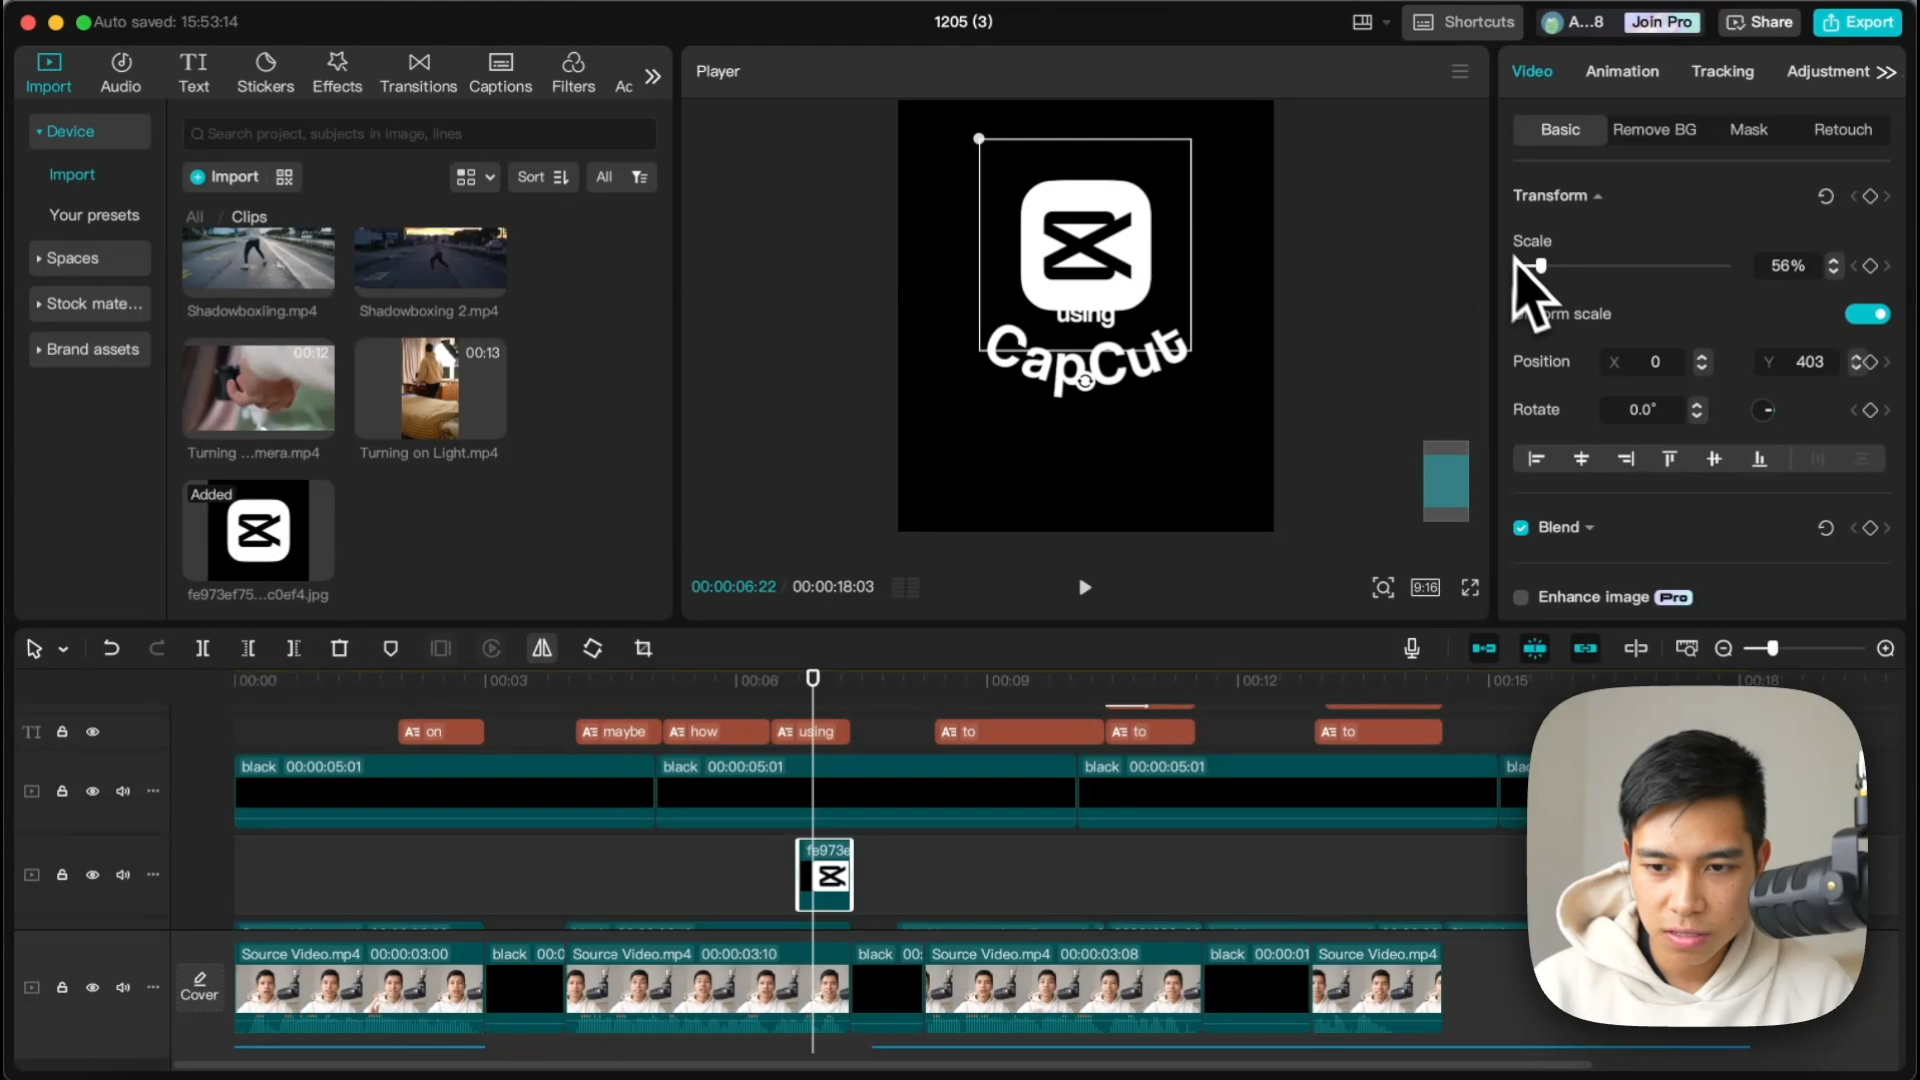 Auto saved: 15:53:14
1205 (3)
Shortcuts
A...8
Join Pro
Share
Export
Import
Audio
Text
Stickers
Effects
Transitions
Captions
Filters
Ac
Device
Import
Your presets
Spaces
Stock mate...
Brand assets
Search project, subjects in image, lines
Import
Sort
All
All / Clips
Shadowboxiing.mp4
Shadowboxing 2.mp4
00:12
00:13
Turning ...mera.mp4
Turning on Light.mp4
Added
fe973ef75...c0ef4.jpg
Player
using
CapCut
00:00:06:22 / 00:00:18:03
9:16
Video
Animation
Tracking
Adjustment
Basic
Remove BG
Mask
Retouch
Transform
Scale
56%
rm scale
Position
X 0
Y 403
Rotate
0.0°
Blend
Enhance image Pro
00:00
00:03
00:06
00:09
00:12
00:15
00:18
TI
on
maybe
how
using
to
to
to
black 00:00:05:01
black 00:00:05:01
black 00:00:05:01
blac
fe973e
Cover
Source Video.mp4 00:00:03:00
black 00:0
Source Video.mp4 00:00:03:10
black 00:
Source Video.mp4 00:00:03:08
black 00:00:01
Source Video.mp4